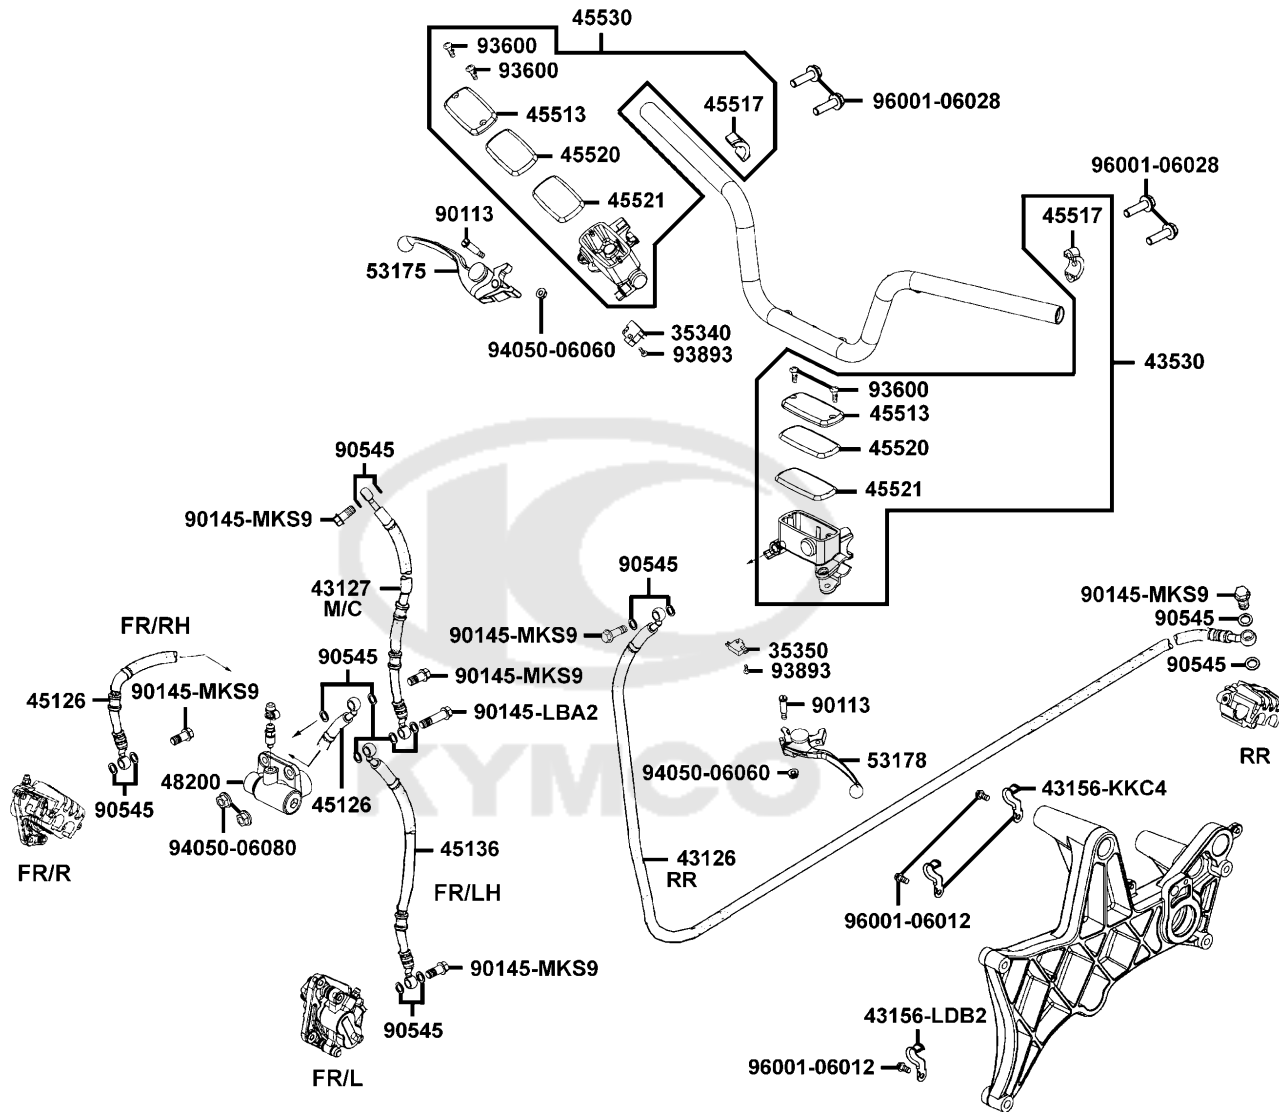 45530
93600
93600
96001-06028
45517
45513
45520
96001-06028
45521
45517
90113
53175
35340
94050-06060
93893
43530
93600
45513
45520
90545
45521
90145-MKS9
90545
43127
M/C
90145-MKS9
FR/RH
90145-MKS9
90545
35350
90545
90145-MKS9
93893
90145-MKS9
45126
90113
90145-LBA2
RR
53178
94050-06060
48200
45126
43156-KKC4
90545
94050-06080
45136
43126
RR
FR/R
FR/LH
96001-06012
90145-MKS9
43156-LDB2
90545
96001-06012
FR/L
KYMCO